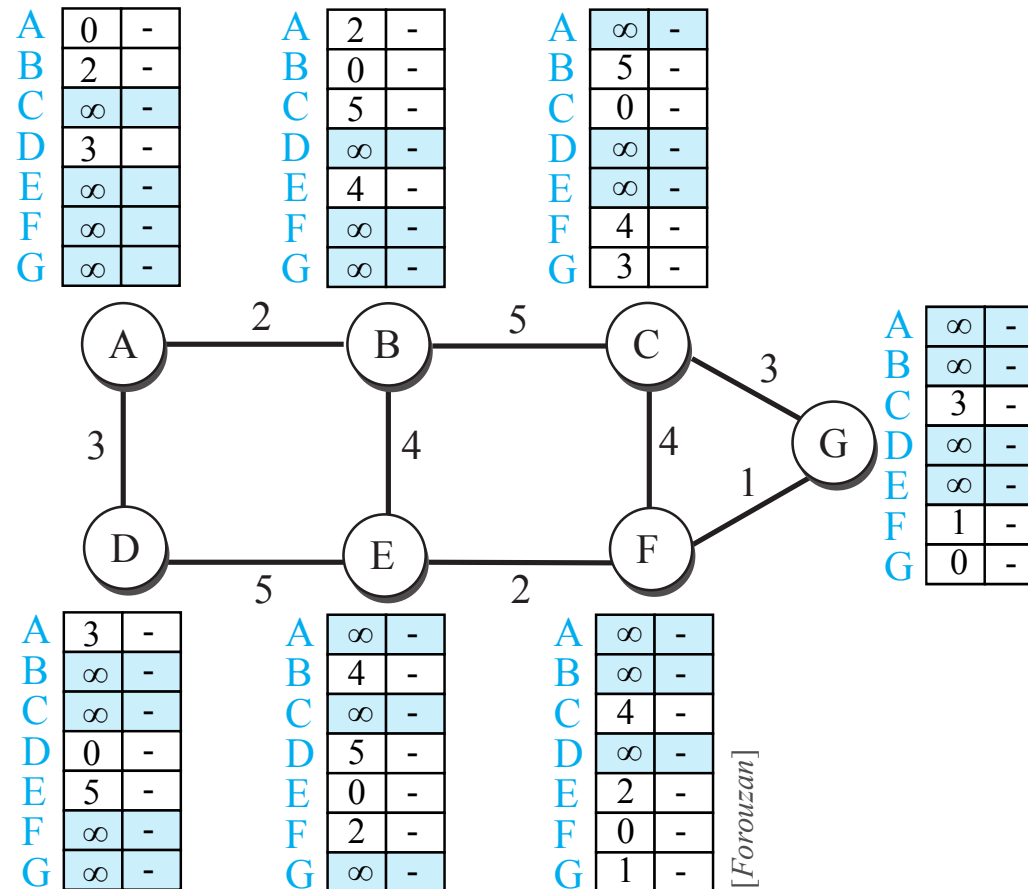 A 0 -
B 2 -
C ∞ -
D 3 -
E ∞ -
F ∞ -
G ∞ -
A 2 -
B 0 -
C 5 -
D ∞ -
E 4 -
F ∞ -
G ∞ -
A ∞ -
B 5 -
C 0 -
D ∞ -
E ∞ -
F 4 -
G 3 -
A 2 B 5 C
3
3 4 4 G
1
D 5 E 2 F
A ∞ -
B ∞ -
C 3 -
D ∞ -
E ∞ -
F 1 -
G 0 -
A 3 -
B ∞ -
C ∞ -
D 0 -
E 5 -
F ∞ -
G ∞ -
A ∞ -
B 4 -
C ∞ -
D 5 -
E 0 -
F 2 -
G ∞ -
A ∞ -
B ∞ -
C 4 -
D ∞ -
E 2 -
F 0 -
G 1 -
[Forouzan]